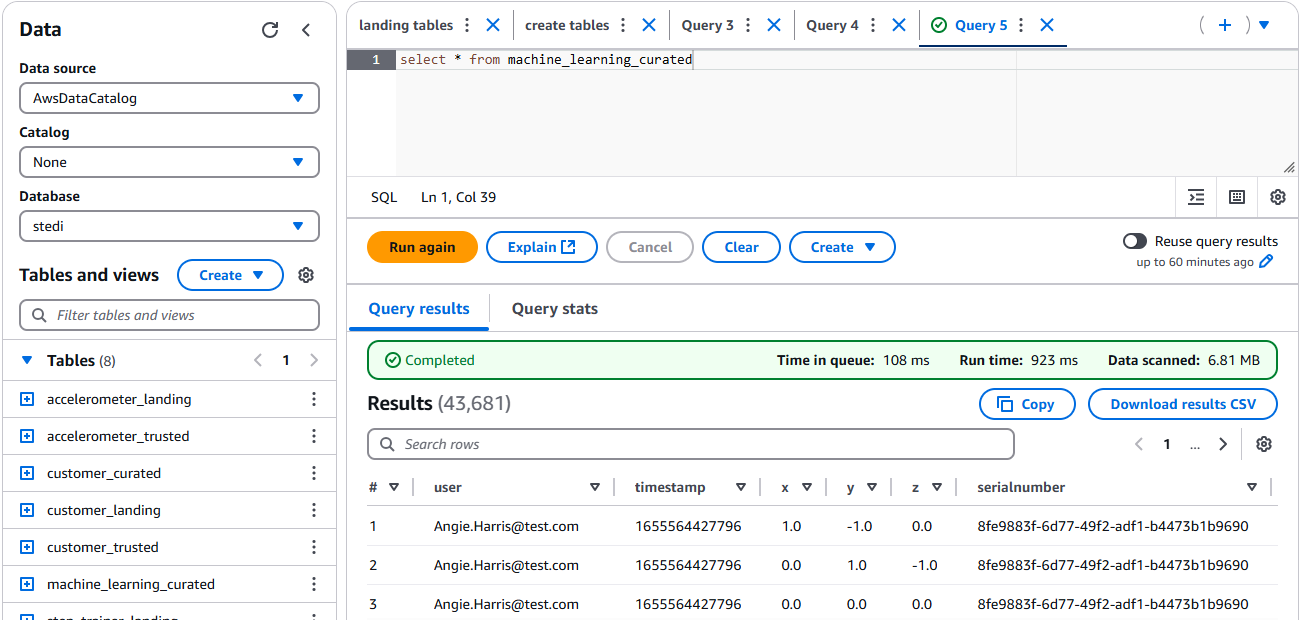 Data
Data source
AwsDataCatalog
Catalog
None
Database
stedi
Tables and views
Create
Filter tables and views
Tables (8)
1
accelerometer_landing
accelerometer_trusted
customer_curated
customer_landing
customer_trusted
machine_learning_curated
step_trainer_landing
landing tables
create tables
Query 3
Query 4
Query 5
1 select * from machine_learning_curated
SQL Ln 1, Col 39
Run again Explain Cancel Clear Create
Reuse query results
up to 60 minutes ago
Query results Query stats
Completed Time in queue: 108 ms Run time: 923 ms Data scanned: 6.81 MB
Results (43,681) Copy Download results CSV
Search rows 1 ...
# user timestamp x y z serialnumber
1 Angie.Harris@test.com 1655564427796 1.0 -1.0 0.0 8fe9883f-6d77-49f2-adf1-b4473b1b9690
2 Angie.Harris@test.com 1655564427796 0.0 1.0 -1.0 8fe9883f-6d77-49f2-adf1-b4473b1b9690
3 Angie.Harris@test.com 1655564427796 0.0 0.0 0.0 8fe9883f-6d77-49f2-adf1-b4473b1b9690